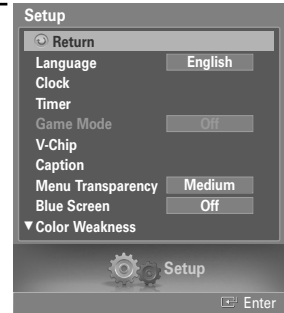 Setup
Return
Language English
Clock
Timer
Game Mode Off
V-Chip
Caption
Menu Transparency Medium
Blue Screen Off
▼Color Weakness
Setup
Enter